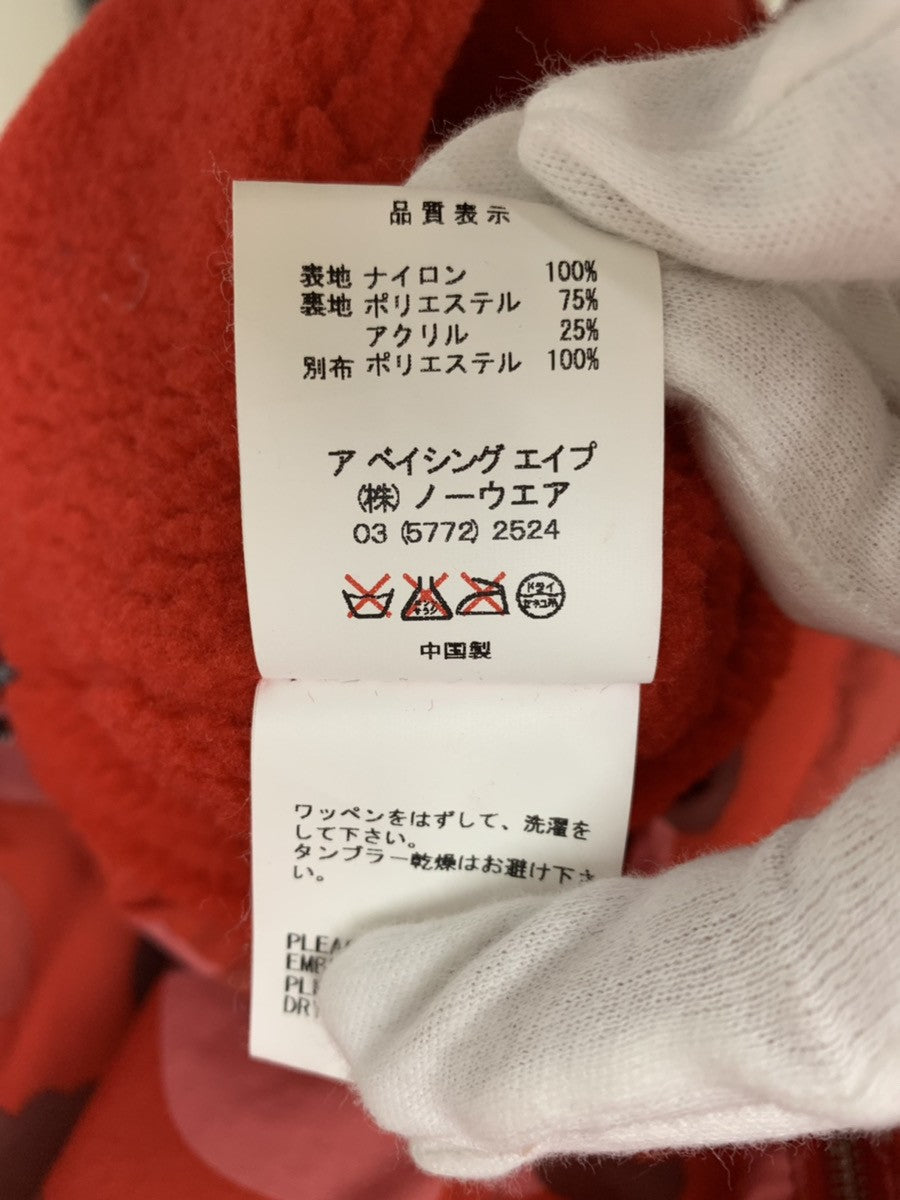 品質表示
表地 ナイロン 100%
裏地 ポリエステル 75%
アクリル 25%
別布 ポリエステル 100%
ア ベイシング エイプ
(株) ノーウエア
03 (5772) 2524
ドライ
中国製
ワッペンをはずして、洗濯を
して下さい。
タンブラー乾燥はお避け下さ
い。
DRY